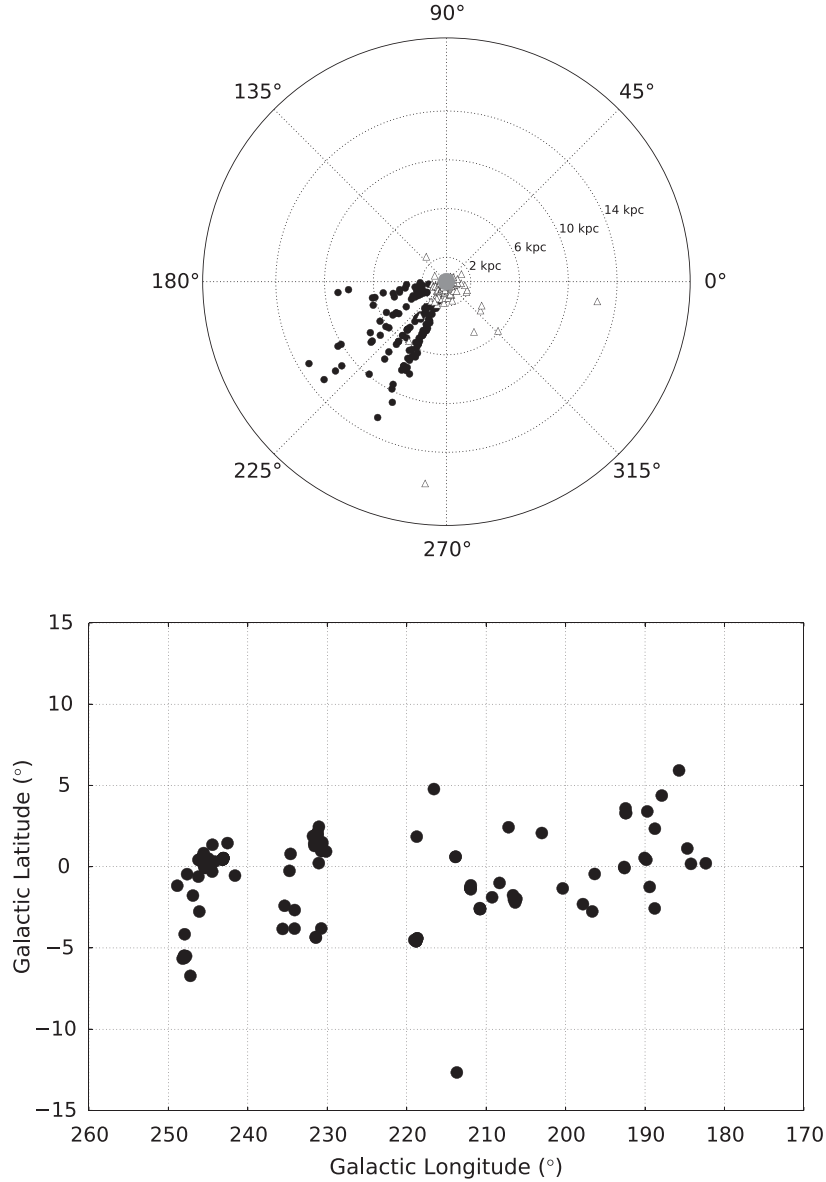 90°
135° 45°
14 kpc
10 kpc
6 kpc
2 kpc
180° 0°
225° 315°
270°
15
10
5
0
−5
−10
−15
Galactic Latitude (°)
260 250 240 230 220 210 200 190 180 170
Galactic Longitude (°)